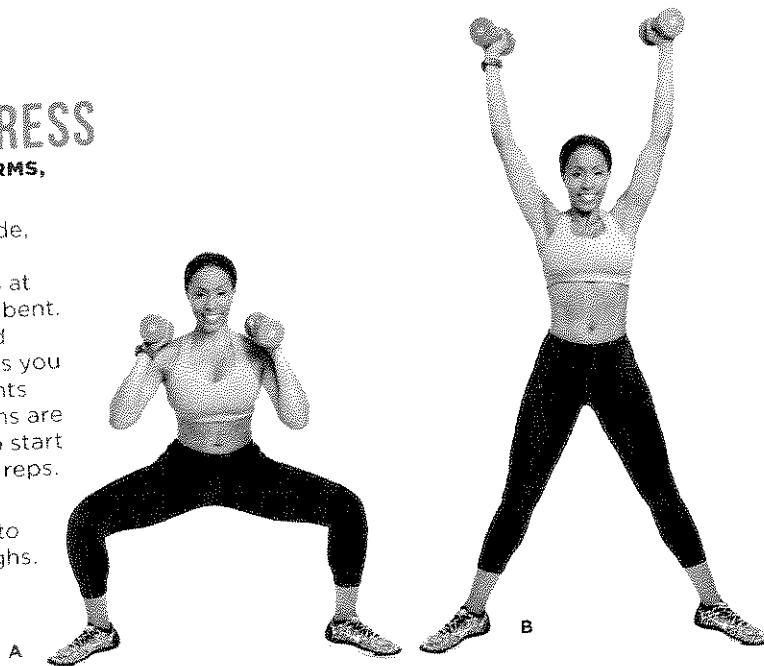 RESS
RMS,
de,
at
bent.
d
s you
nts
ns are
start
reps.
to
ghs.
A
B